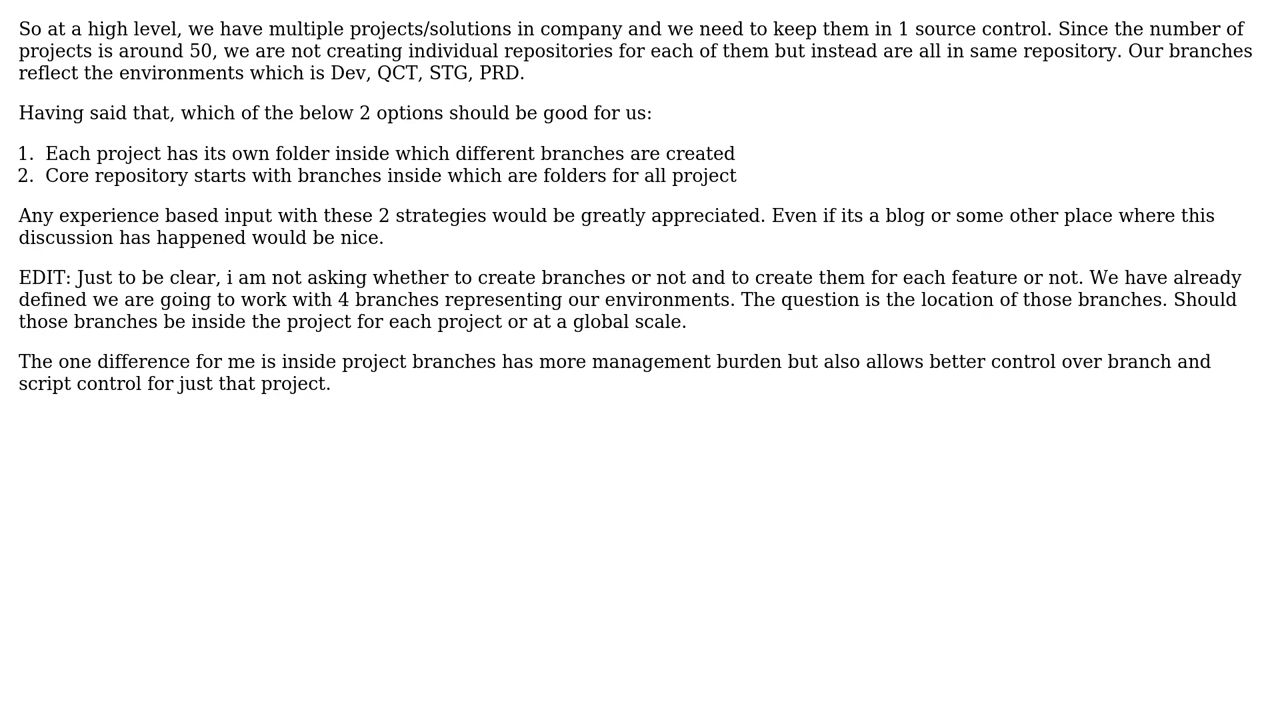 So at a high level, we have multiple projects/solutions in company and we need to keep them in 1 source control. Since the number of
projects is around 50, we are not creating individual repositories for each of them but instead are all in same repository. Our branches
reflect the environments which is Dev, QCT, STG, PRD.
Having said that, which of the below 2 options should be good for us:
1. Each project has its own folder inside which different branches are created
2. Core repository starts with branches inside which are folders for all project
Any experience based input with these 2 strategies would be greatly appreciated. Even if its a blog or some other place where this
discussion has happened would be nice.
EDIT: Just to be clear, i am not asking whether to create branches or not and to create them for each feature or not. We have already
defined we are going to work with 4 branches representing our environments. The question is the location of those branches. Should
those branches be inside the project for each project or at a global scale.
The one difference for me is inside project branches has more management burden but also allows better control over branch and
script control for just that project.